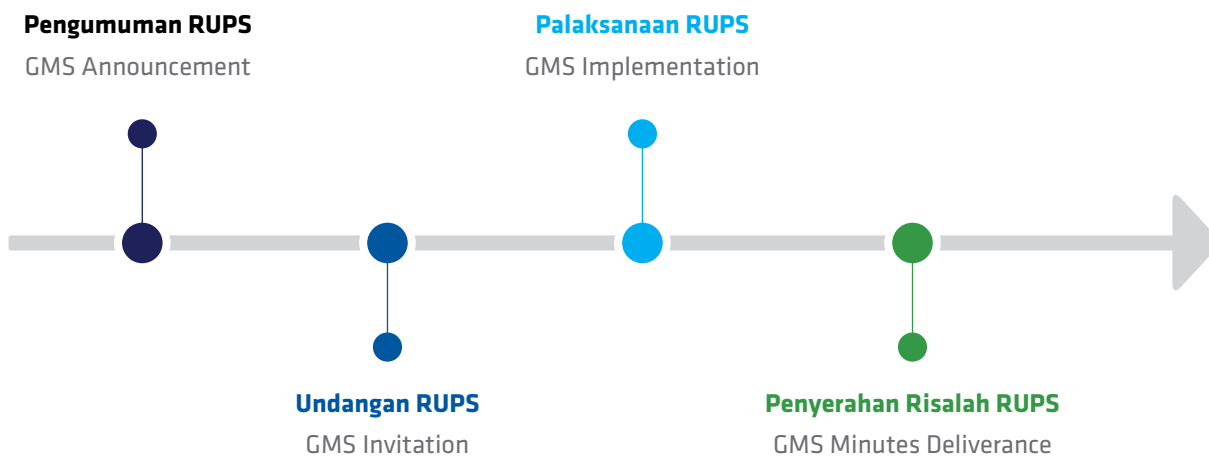 Pengumuman RUPS
GMS Announcement
Palaksanaan RUPS
GMS Implementation
Undangan RUPS
GMS Invitation
Penyerahan Risalah RUPS
GMS Minutes Deliverance